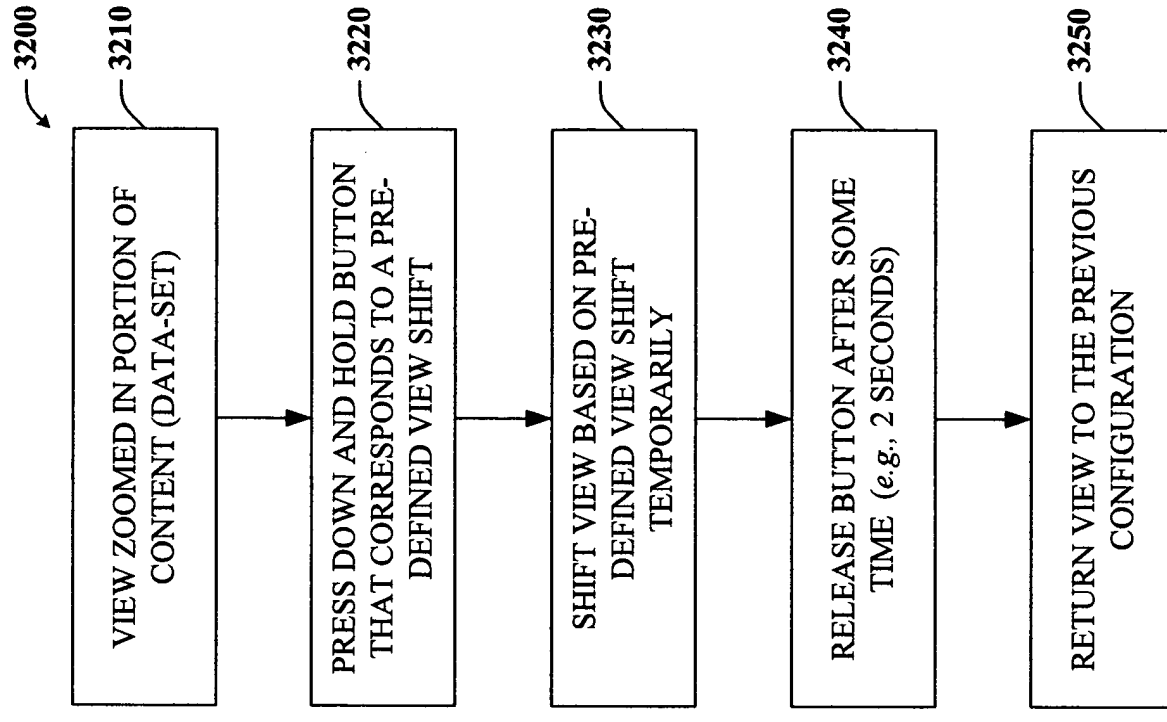 3200
VIEW ZOOMED IN PORTION OF
CONTENT (DATA-SET)
3210
PRESS DOWN AND HOLD BUTTON
THAT CORRESPONDS TO A PRE-
DEFINED VIEW SHIFT
3220
SHIFT VIEW BASED ON PRE-
DEFINED VIEW SHIFT
TEMPORARILY
3230
RELEASE BUTTON AFTER SOME
TIME (e.g., 2 SECONDS)
3240
RETURN VIEW TO THE PREVIOUS
CONFIGURATION
3250